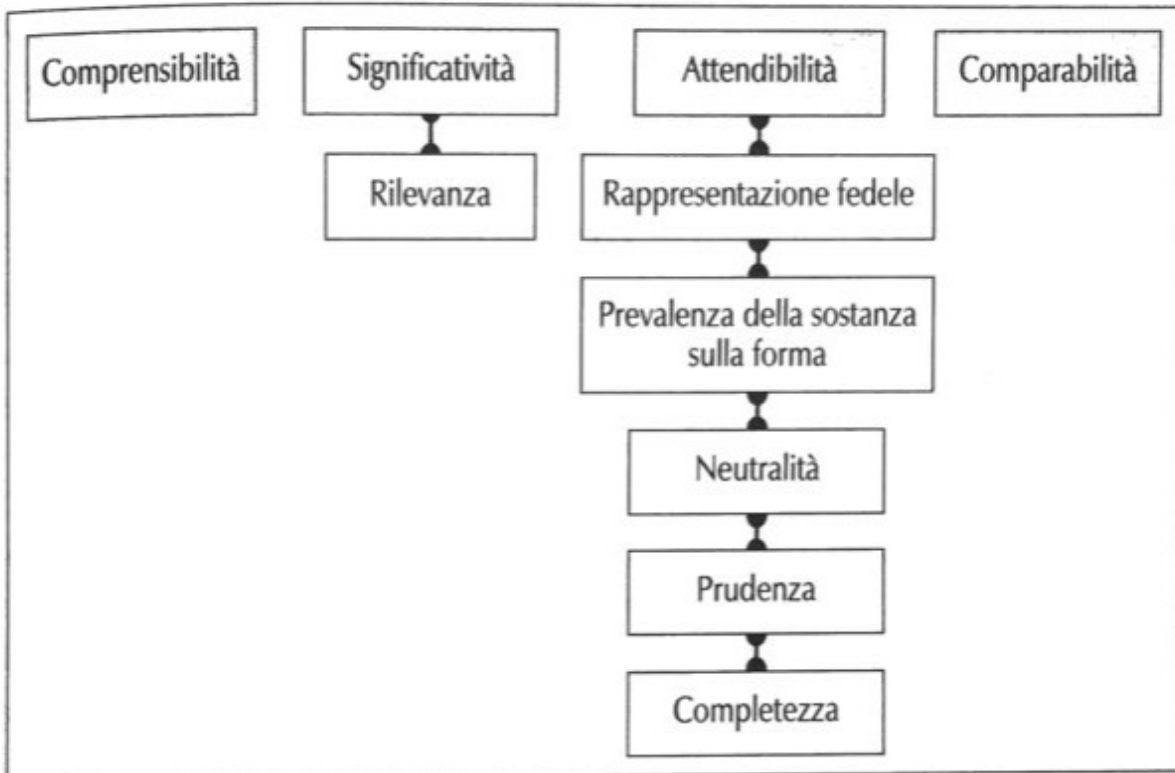 Comprensibilità
Significatività
Attendibilità
Comparabilità
Rilevanza
Rappresentazione fedele
Prevalenza della sostanza
sulla forma
Neutralità
Prudenza
Completezza